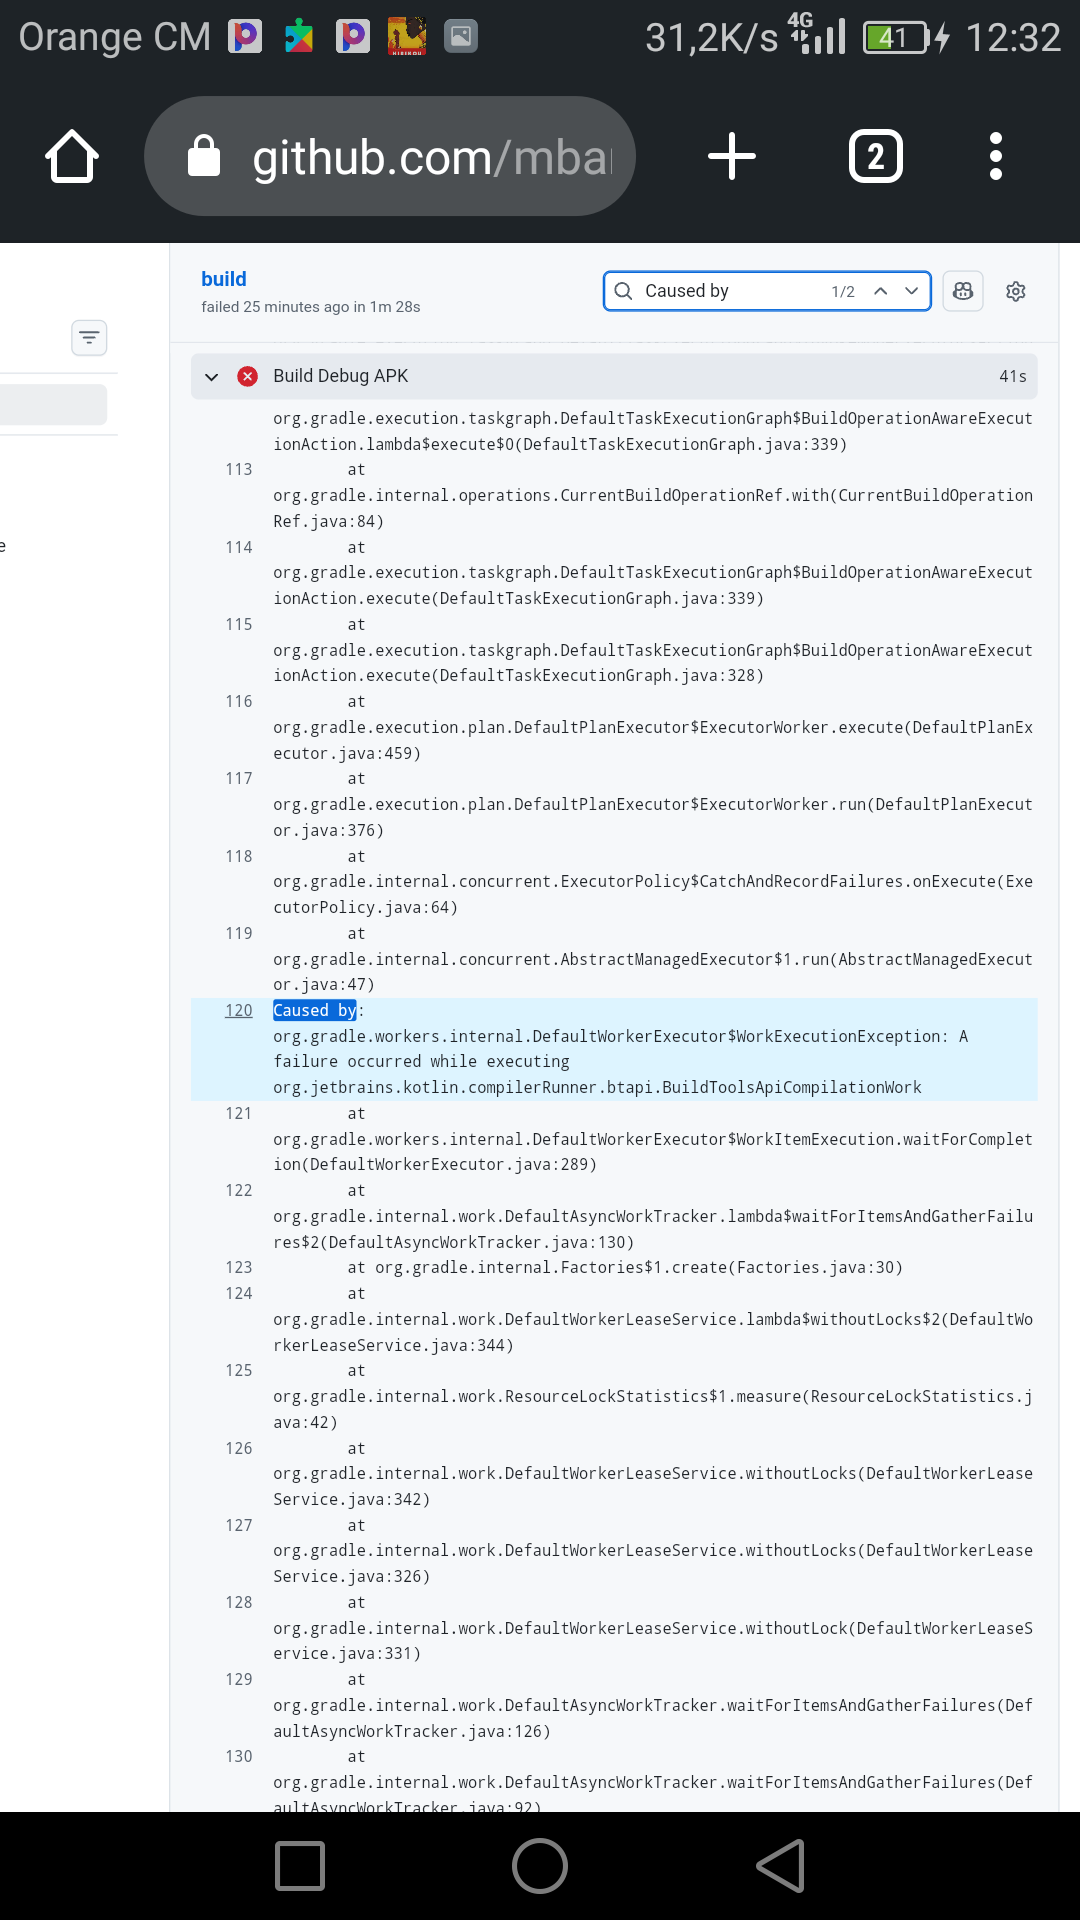 Orange CM
31,2K/s 4G 41 12:32
github.com/mba
2
build
failed 25 minutes ago in 1m 28s
Caused by 1/2
e
Build Debug APK 41s
org.gradle.execution.taskgraph.DefaultTaskExecutionGraph$BuildOperationAwareExecut
ionAction.lambda$execute$0(DefaultTaskExecutionGraph.java:339)
113 at
org.gradle.internal.operations.CurrentBuildOperationRef.with(CurrentBuildOperation
Ref.java:84)
114 at
org.gradle.execution.taskgraph.DefaultTaskExecutionGraph$BuildOperationAwareExecut
ionAction.execute(DefaultTaskExecutionGraph.java:339)
115 at
org.gradle.execution.taskgraph.DefaultTaskExecutionGraph$BuildOperationAwareExecut
ionAction.execute(DefaultTaskExecutionGraph.java:328)
116 at
org.gradle.execution.plan.DefaultPlanExecutor$ExecutorWorker.execute(DefaultPlanEx
ecutor.java:459)
117 at
org.gradle.execution.plan.DefaultPlanExecutor$ExecutorWorker.run(DefaultPlanExecut
or.java:376)
118 at
org.gradle.internal.concurrent.ExecutorPolicy$CatchAndRecordFailures.onExecute(Exe
cutorPolicy.java:64)
119 at
org.gradle.internal.concurrent.AbstractManagedExecutor$1.run(AbstractManagedExecut
or.java:47)
120 Caused by:
org.gradle.workers.internal.DefaultWorkerExecutor$WorkExecutionException: A
failure occurred while executing
org.jetbrains.kotlin.compilerRunner.btapi.BuildToolsApiCompilationWork
121 at
org.gradle.workers.internal.DefaultWorkerExecutor$WorkItemExecution.waitForComplet
ion(DefaultWorkerExecutor.java:289)
122 at
org.gradle.internal.work.DefaultAsyncWorkTracker.lambda$waitForItemsAndGatherFailu
res$2(DefaultAsyncWorkTracker.java:130)
123 at org.gradle.internal.Factories$1.create(Factories.java:30)
124 at
org.gradle.internal.work.DefaultWorkerLeaseService.lambda$withoutLocks$2(DefaultWo
rkerLeaseService.java:344)
125 at
org.gradle.internal.work.ResourceLockStatistics$1.measure(ResourceLockStatistics.j
ava:42)
126 at
org.gradle.internal.work.DefaultWorkerLeaseService.withoutLocks(DefaultWorkerLease
Service.java:342)
127 at
org.gradle.internal.work.DefaultWorkerLeaseService.withoutLocks(DefaultWorkerLease
Service.java:326)
128 at
org.gradle.internal.work.DefaultWorkerLeaseService.withoutLock(DefaultWorkerLeaseS
ervice.java:331)
129 at
org.gradle.internal.work.DefaultAsyncWorkTracker.waitForItemsAndGatherFailures(Def
aultAsyncWorkTracker.java:126)
130 at
org.gradle.internal.work.DefaultAsyncWorkTracker.waitForItemsAndGatherFailures(Def
aultAsyncWorkTracker.java:92)